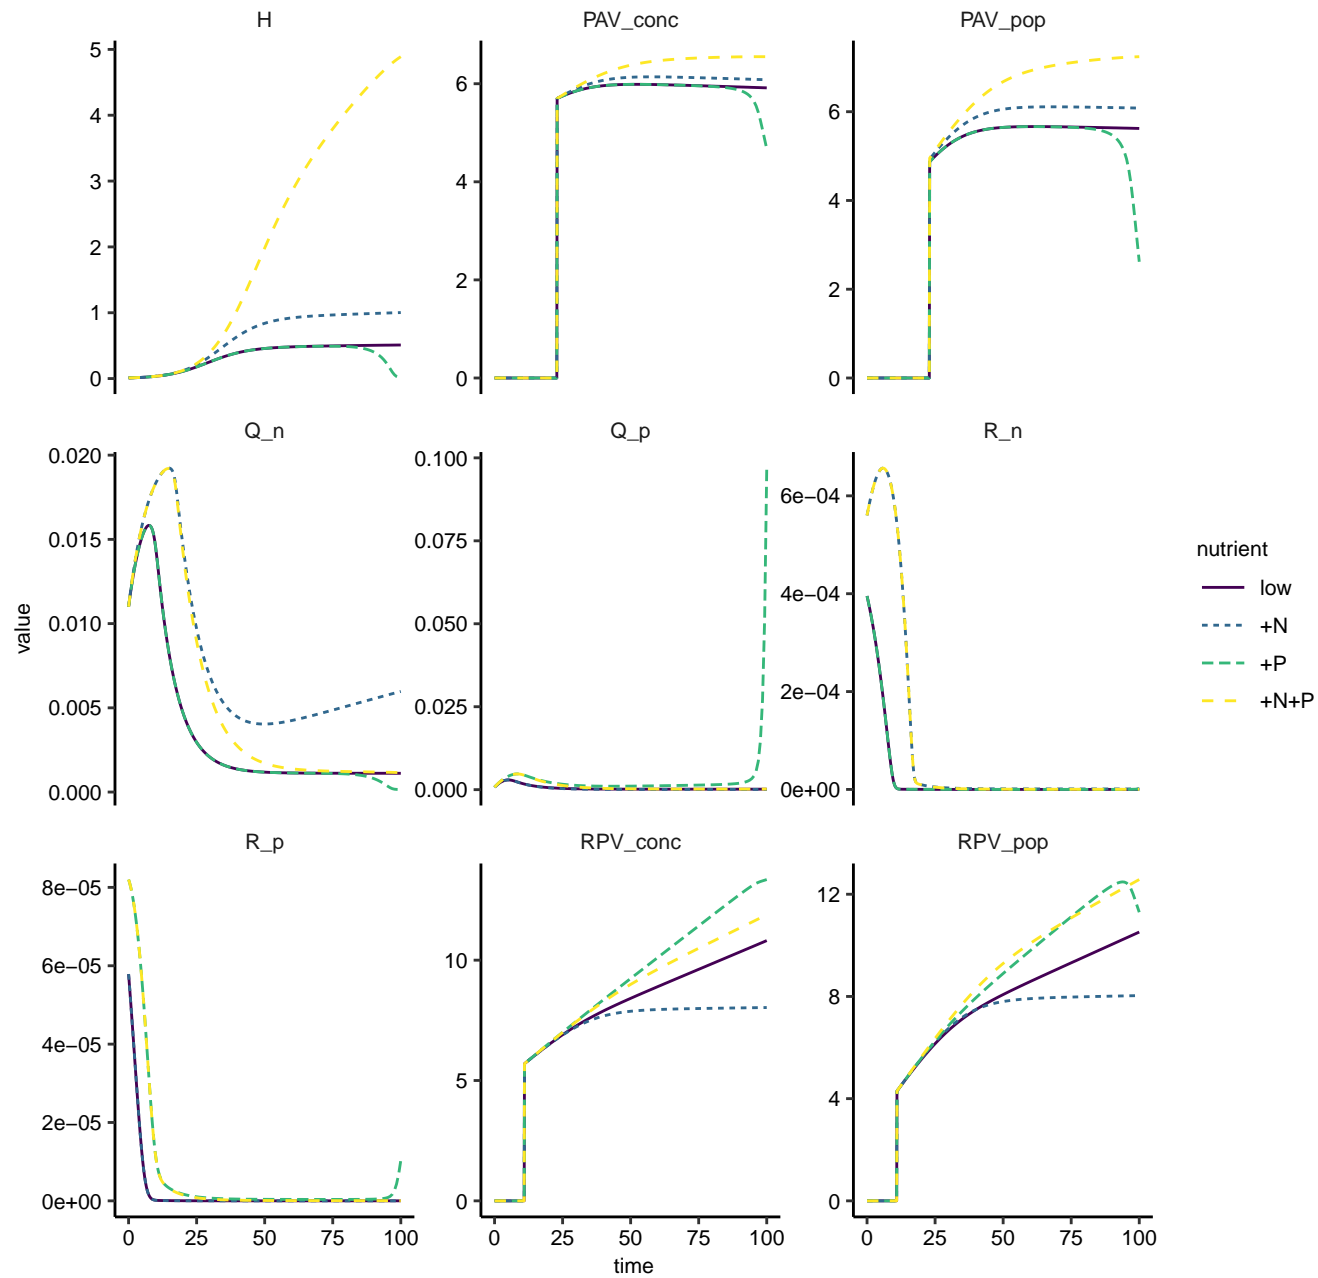 H
PAV_conc
PAV_pop
5
4
3
2
1
0
6
4
2
0
6
4
2
0
Q_n
Q_p
R_n
0.020
0.015
0.010
0.005
0.000
0.100
0.075
0.050
0.025
0.000
6e−04
4e−04
2e−04
0e+00
value
nutrient
low
+N
+P
+N+P
R_p
RPV_conc
RPV_pop
8e−05
6e−05
4e−05
2e−05
0e+00
10
5
0
12
8
4
0
0 25 50 75 100
0 25 50 75 100
0 25 50 75 100
time